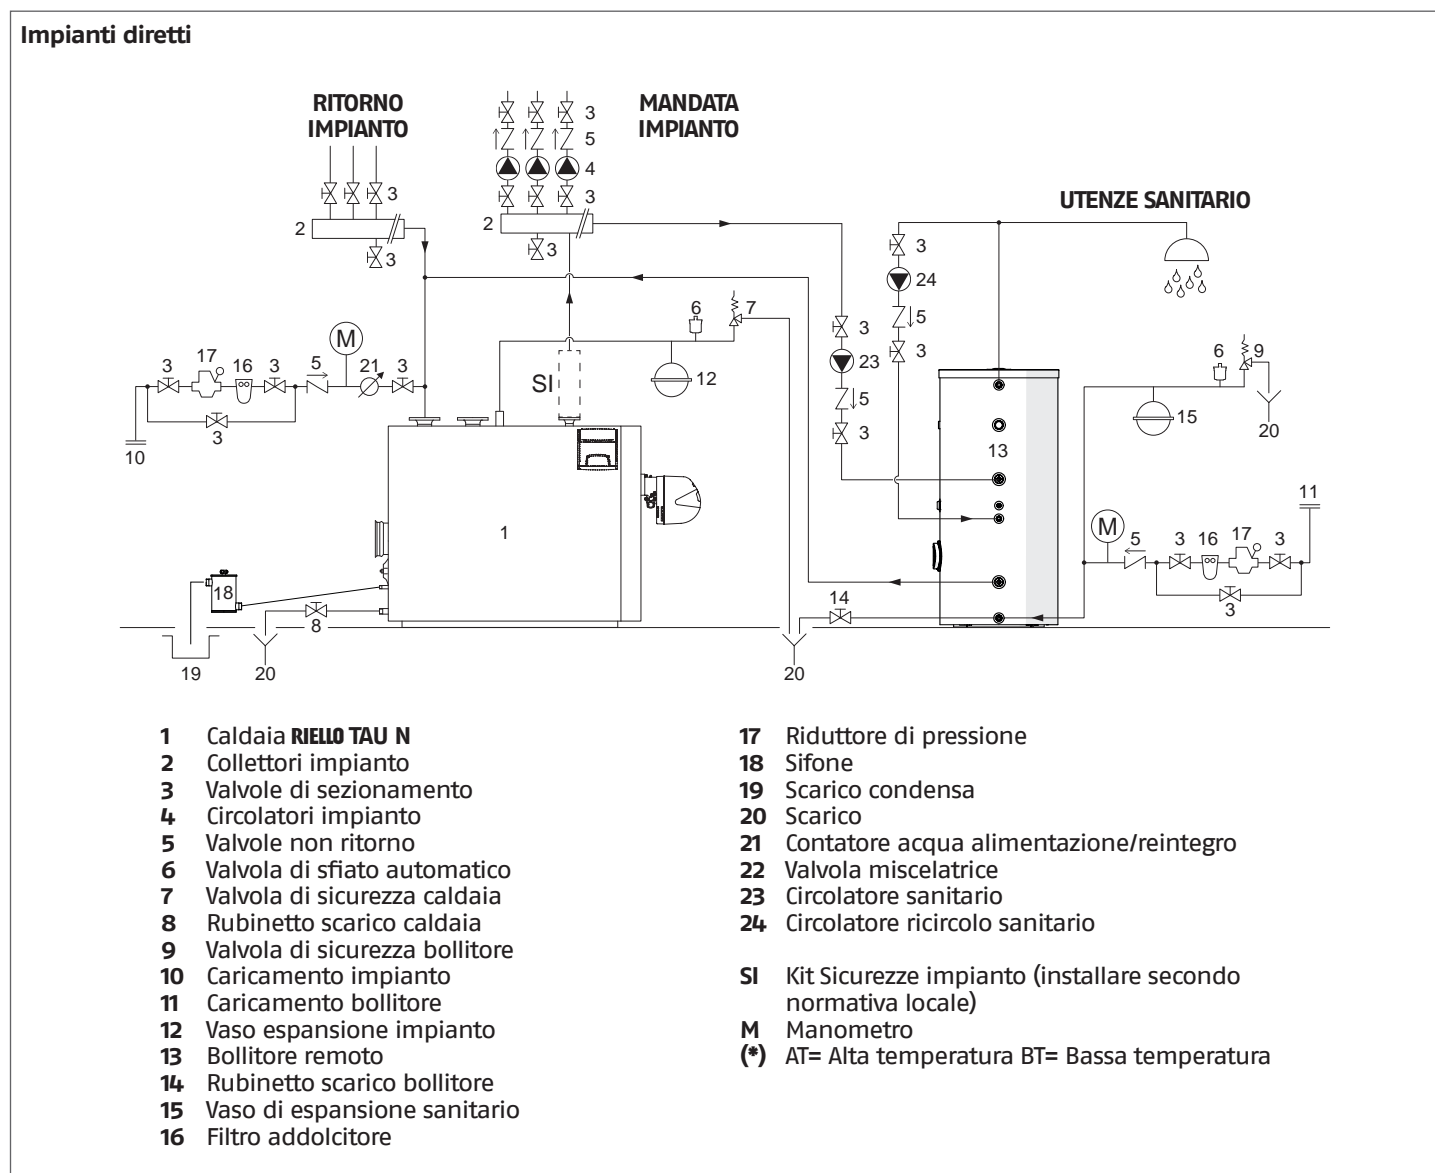 Impianti diretti
RITORNO
IMPIANTO
MANDATA
IMPIANTO
UTENZE SANITARIO
3
5
4
3
3
2
3
2
3
3
24
5
3
6
7
3
23
5
3
6
9
M
3
17
16
3
5
21
3
SI
12
15
20
3
10
13
11
1
M
5
3
16
17
3
18
14
3
8
19
20
20
1 Caldaia RIELLO TAU N
2 Collettori impianto
3 Valvole di sezionamento
4 Circolatori impianto
5 Valvole non ritorno
6 Valvola di sfiato automatico
7 Valvola di sicurezza caldaia
8 Rubinetto scarico caldaia
9 Valvola di sicurezza bollitore
10 Caricamento impianto
11 Caricamento bollitore
12 Vaso espansione impianto
13 Bollitore remoto
14 Rubinetto scarico bollitore
15 Vaso di espansione sanitario
16 Filtro addolcitore
17 Riduttore di pressione
18 Sifone
19 Scarico condensa
20 Scarico
21 Contatore acqua alimentazione/reintegro
22 Valvola miscelatrice
23 Circolatore sanitario
24 Circolatore ricircolo sanitario
SI Kit Sicurezze impianto (installare secondo
normativa locale)
M Manometro
(*) AT= Alta temperatura BT= Bassa temperatura